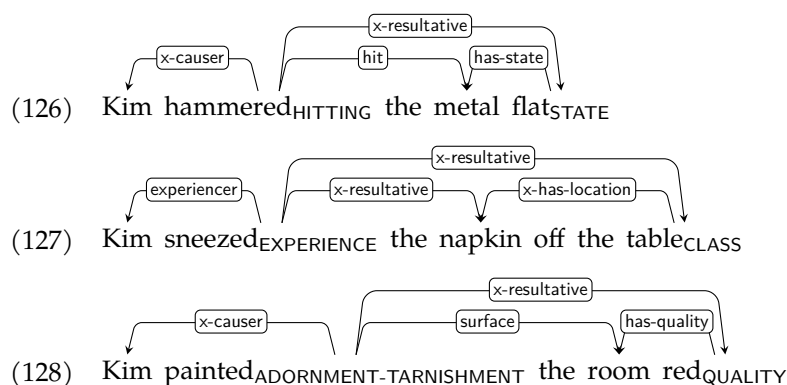 x-resultative
x-causer hit has-state
(126) Kim hammeredHITTING the metal flatSTATE
x-resultative
experiencer x-resultative x-has-location
(127) Kim sneezedEXPERIENCE the napkin off the tableCLASS
x-resultative
x-causer surface has-quality
(128) Kim paintedADORNMENT-TARNISHMENT the room redQUALITY